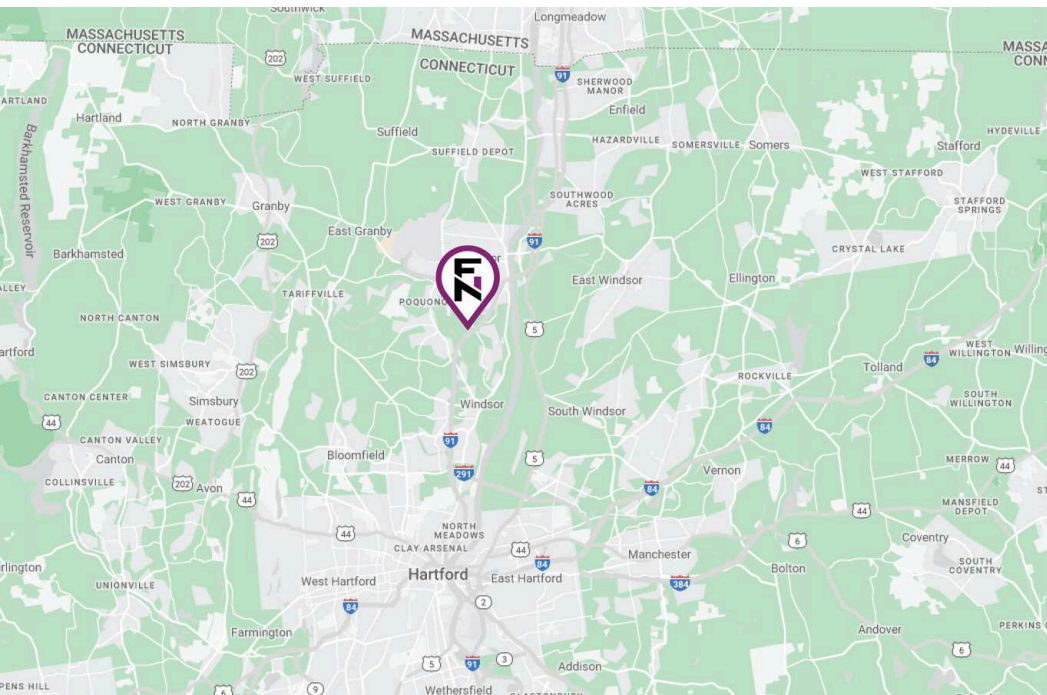 Southwick
Longmeadow
MASSACHUSETTS
CONNECTICUT
MASSACHUSETTS
CONNECTICUT
202
WEST SUFFIELD
91
SHERWOOD
MANOR
Enfield
Hartland
NORTH GRANBY
Suffield
SUFFIELD DEPOT
HAZARDVILLE
SOMERSVILLE
Somers
HYDEVILLE
Stafford
Barkhamsted Reservoir
WEST STAFFORD
STAFFORD
SPRINGS
WEST GRANBY
Granby
SOUTHWOOD
ACRES
East Granby
202
91
Barkhamsted
CRYSTAL LAKE
East Windsor
Ellington
TARIFFVILLE
FN
NORTH CANTON
5
WEST SIMSBURY
202
WEST
WILLINGTON
84
Tolland
ROCKVILLE
CANTON CENTER
Simsbury
WEATOGUE
Windsor
South Windsor
SOUTH
WILLINGTON
44
84
CANTON VALLEY
Canton
COLLINSVILLE
91
Bloomfield
291
5
Vernon
MERROW
44
202
Avon
44
84
MANSFIELD
DEPOT
44
44
NORTH
MEADOWS
CLAY ARSENAL
44
84
Manchester
6
Coventry
SOUTH
COVENTRY
UNIONVILLE
West Hartford
Hartford
East Hartford
384
Bolton
84
2
Farmington
Andover
PERKINS
6
5
91
3
Addison
6
9
Wethersfield